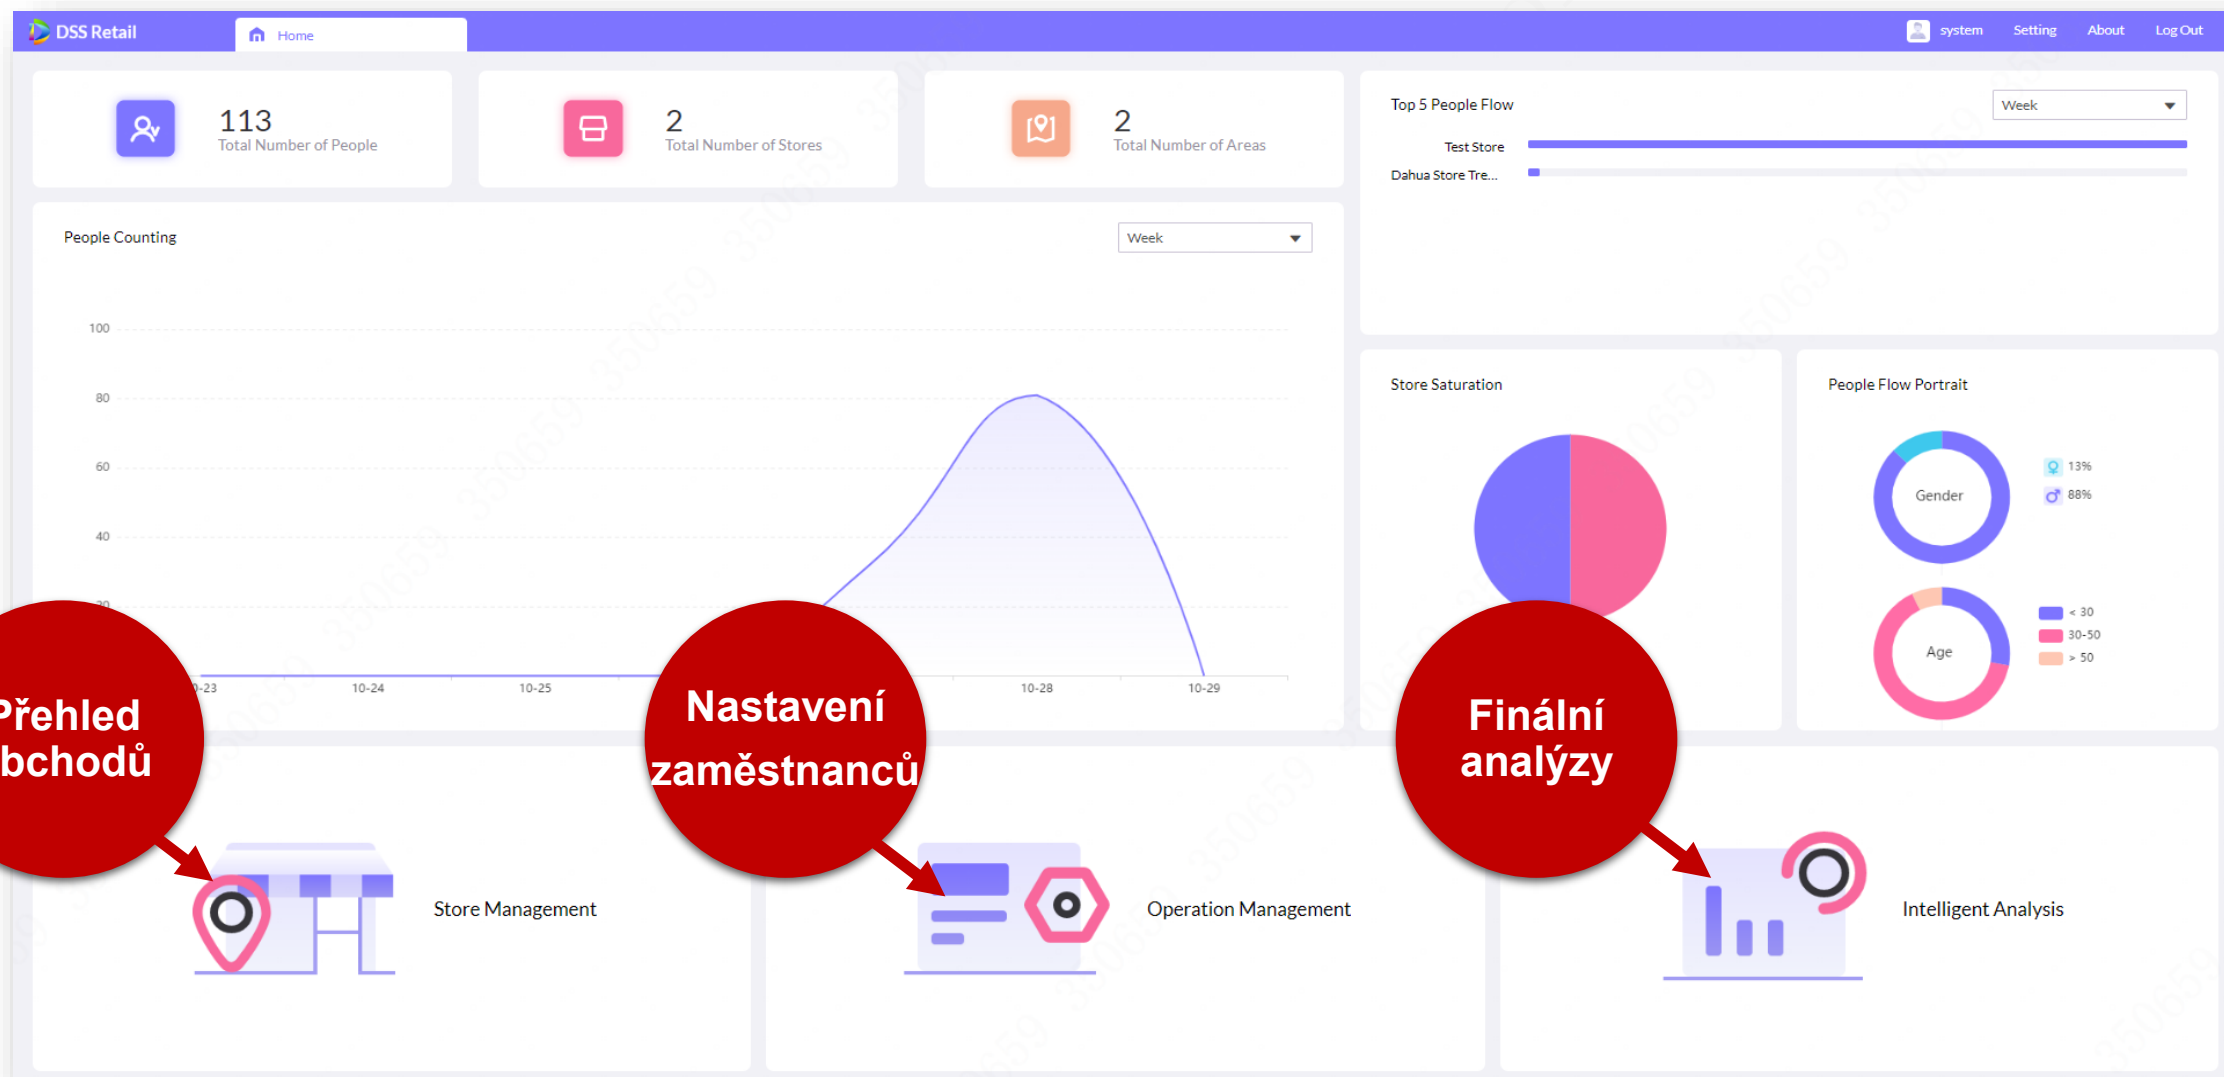 DSS Retail
Home
system
Setting
About
Log Out
113
Total Number of People
2
Total Number of Stores
2
Total Number of Areas
Top 5 People Flow
Week
Test Store
Dahua Store Tre...
People Counting
Week
100
80
60
40
10-24
10-25
10-28
10-29
Store Saturation
People Flow Portrait
Gender
13%
88%
Age
< 30
30-50
> 50
Přehled
obchodů
Nastavení
zaměstnanců
Finální
analýzy
Store Management
Operation Management
Intelligent Analysis
350659